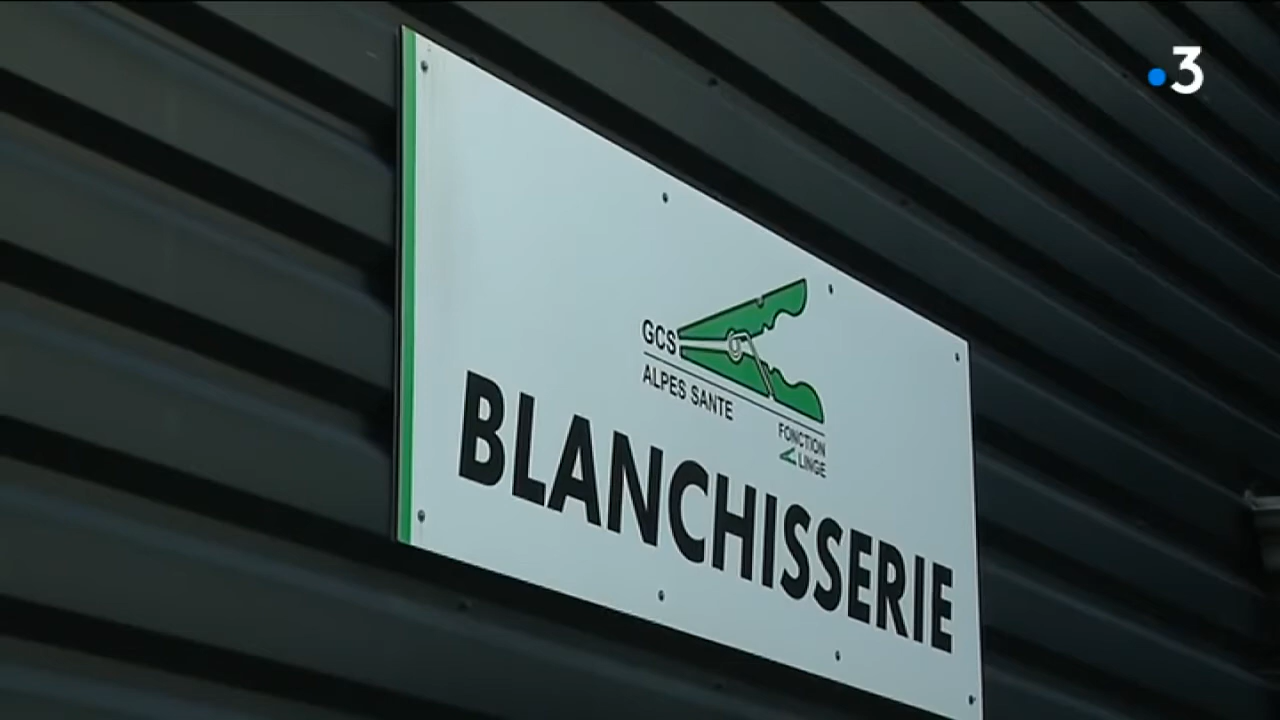 3
GCS
ALPES SANTE
FONCTION
LINGE
BLANCHISSERIE